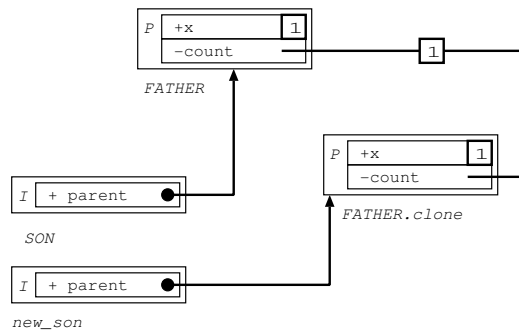 P +x 1
-count 1
FATHER
P +x 1
-count
I + parent
FATHER.clone
SON
I + parent
new_son